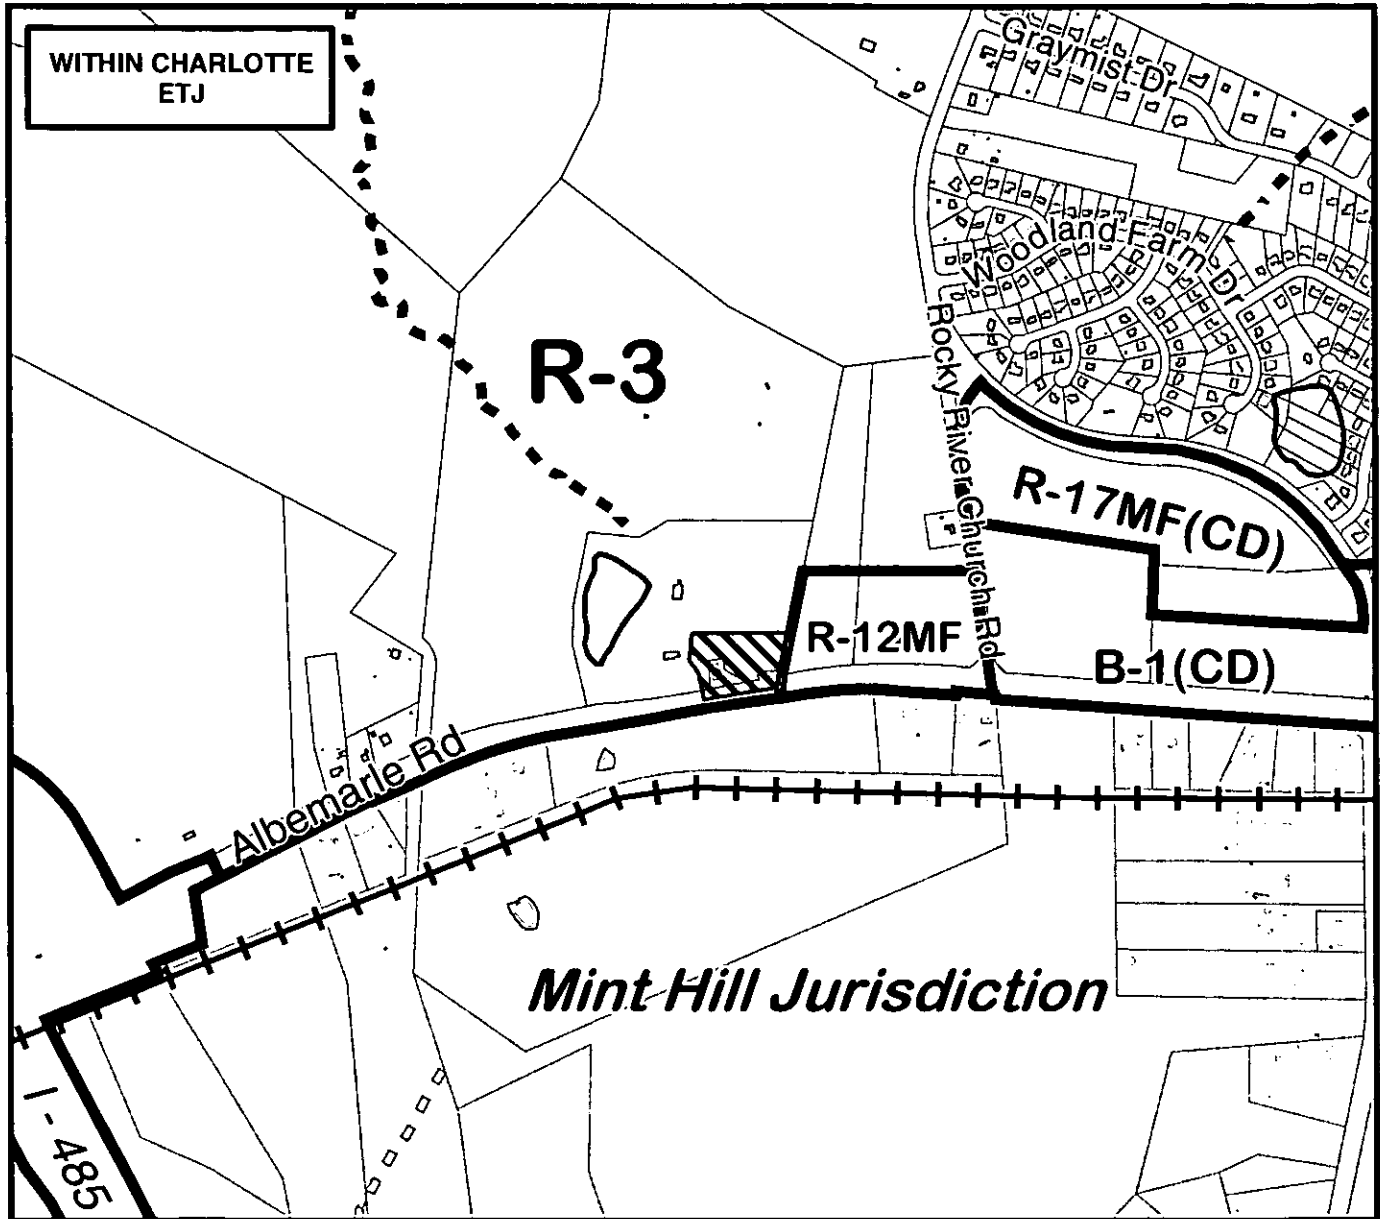 WITHIN CHARLOTTE
ETJ
Graymist Dr
Woodland Farm Dr
Rocky River Church Rd
R-3
R-17MF(CD)
R-12MF
B-1(CD)
Albemarle Rd
Mint Hill Jurisdiction
I - 485